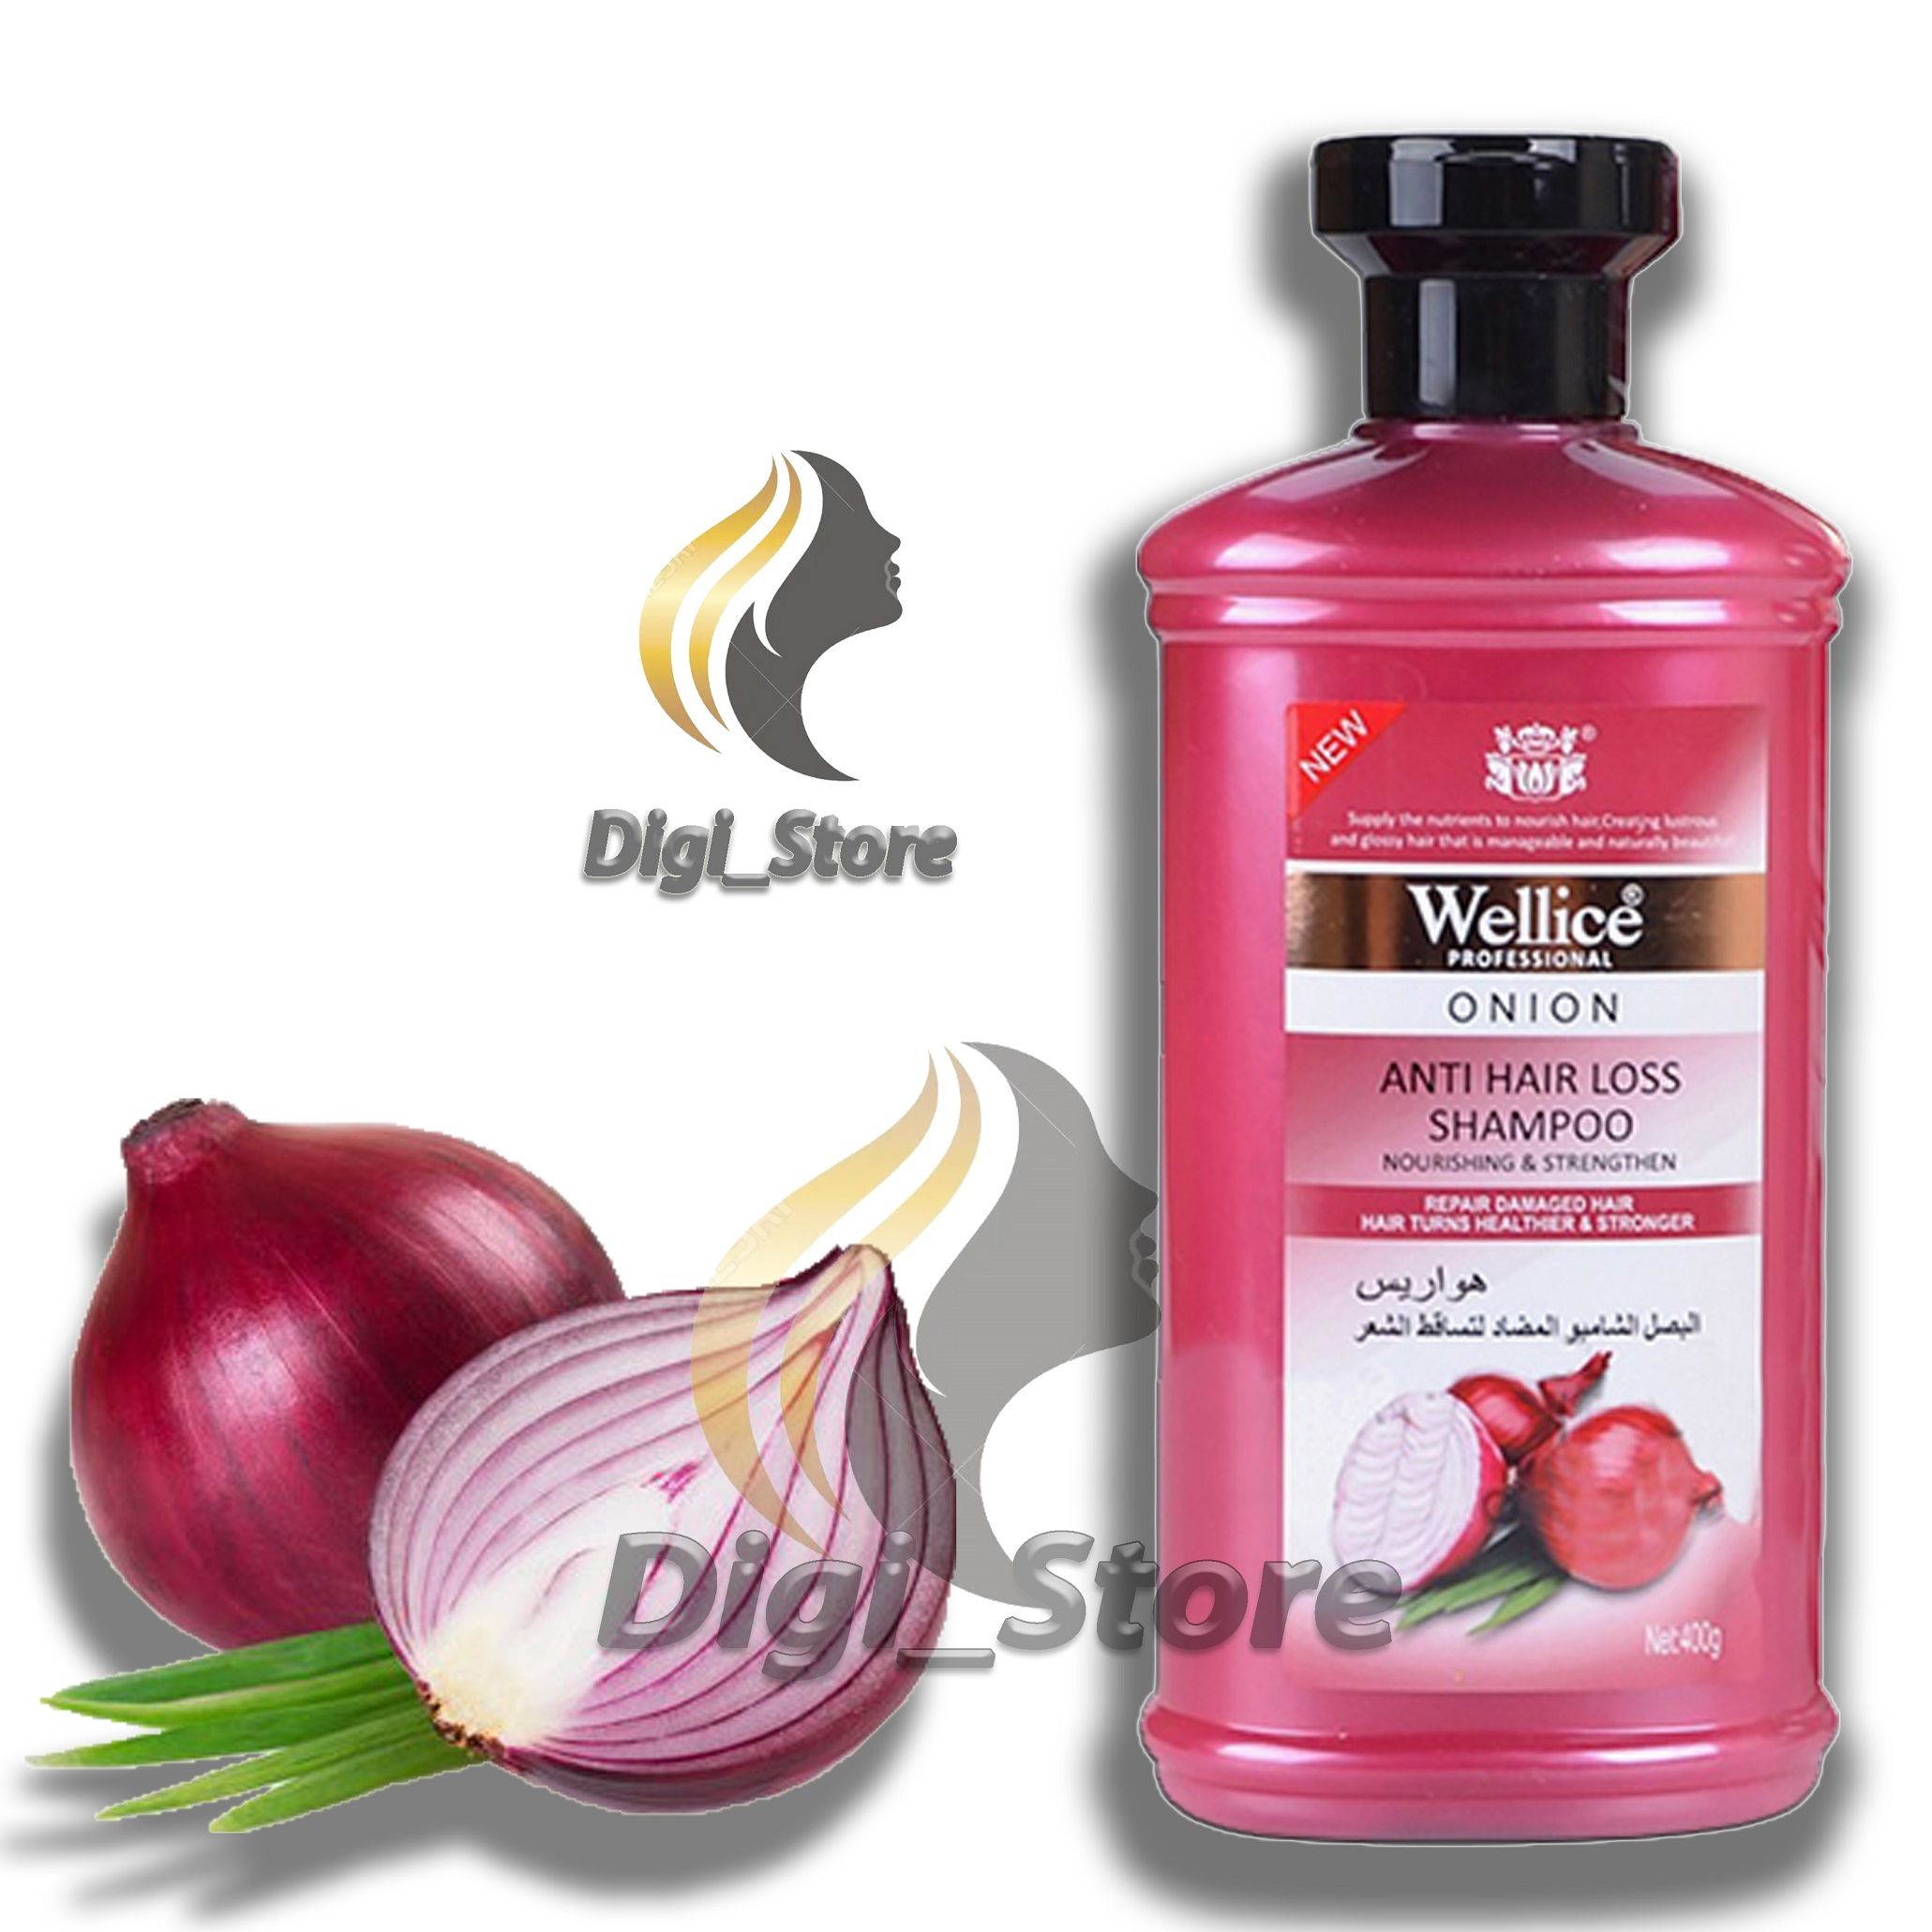 Digi_Store
NEW
Supply the nutrients to nourish hair,Creating lustrous
and glossy hair that is manageable and naturally beautiful
Wellice®
PROFESSIONAL
ONION
ANTI HAIR LOSS
SHAMPOO
NOURISHING & STRENGTHEN
REPAIR DAMAGED HAIR
HAIR TURNS HEALTHIER & STRONGER
هواريس
البصل الشامبو المضاد لتساقط الشعر
Digi_Store
Net:400g